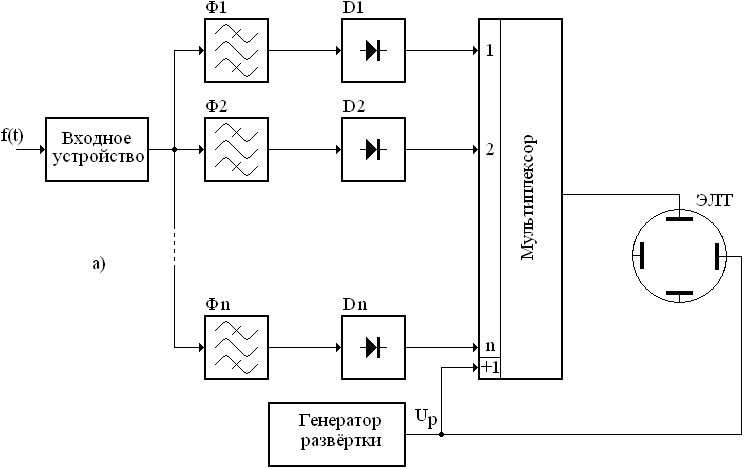 Ф1
D1
1
Ф2
D2
2
f(t)
Входное
устройство
Мультиплексор
ЭЛТ
а)
Фn
Dn
n
+1
Генератор
развёртки
Up